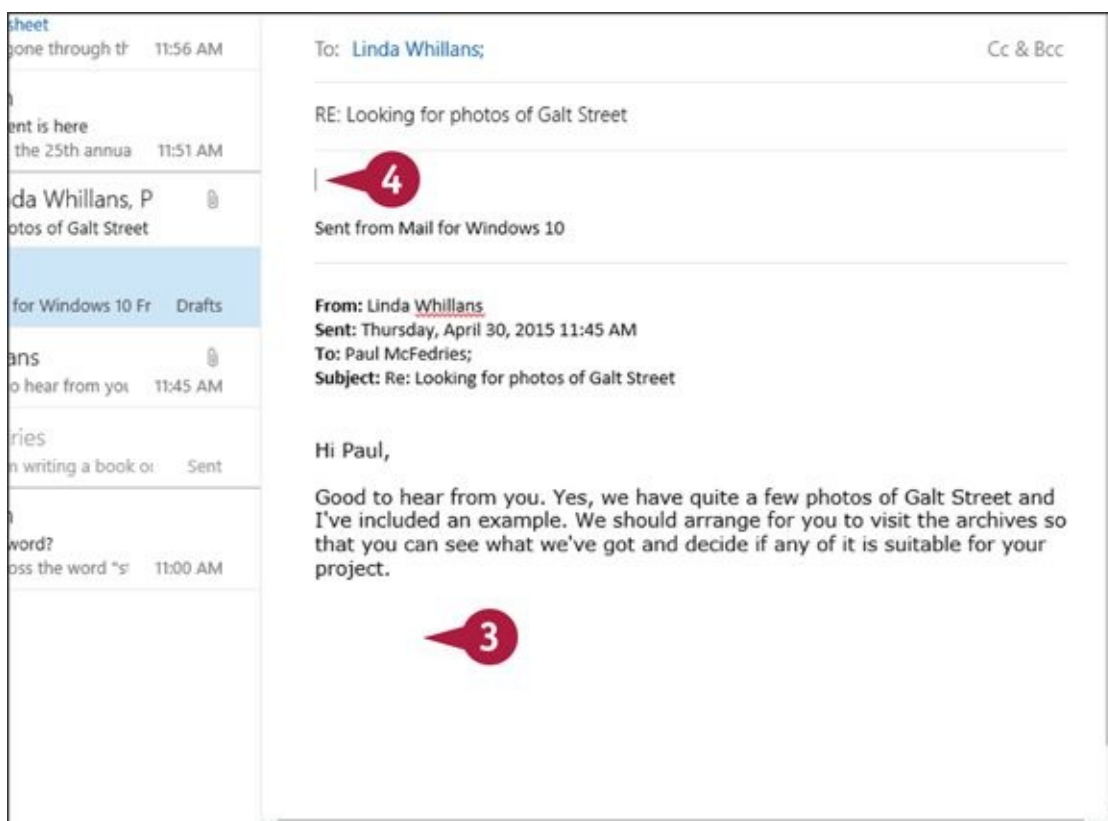 sheet
gone through th 11:56 AM
ent is here
the 25th annua 11:51 AM
da Whillans, P
otos of Galt Street
for Windows 10 Fr Drafts
ans
o hear from you 11:45 AM
ries
n writing a book o Sent
word?
oss the word "s 11:00 AM
To: Linda Whillans; Cc & Bcc
RE: Looking for photos of Galt Street
4
Sent from Mail for Windows 10
From: Linda Whillans
Sent: Thursday, April 30, 2015 11:45 AM
To: Paul McFedries;
Subject: Re: Looking for photos of Galt Street
Hi Paul,
Good to hear from you. Yes, we have quite a few photos of Galt Street and
I've included an example. We should arrange for you to visit the archives so
that you can see what we've got and decide if any of it is suitable for your
project.
3